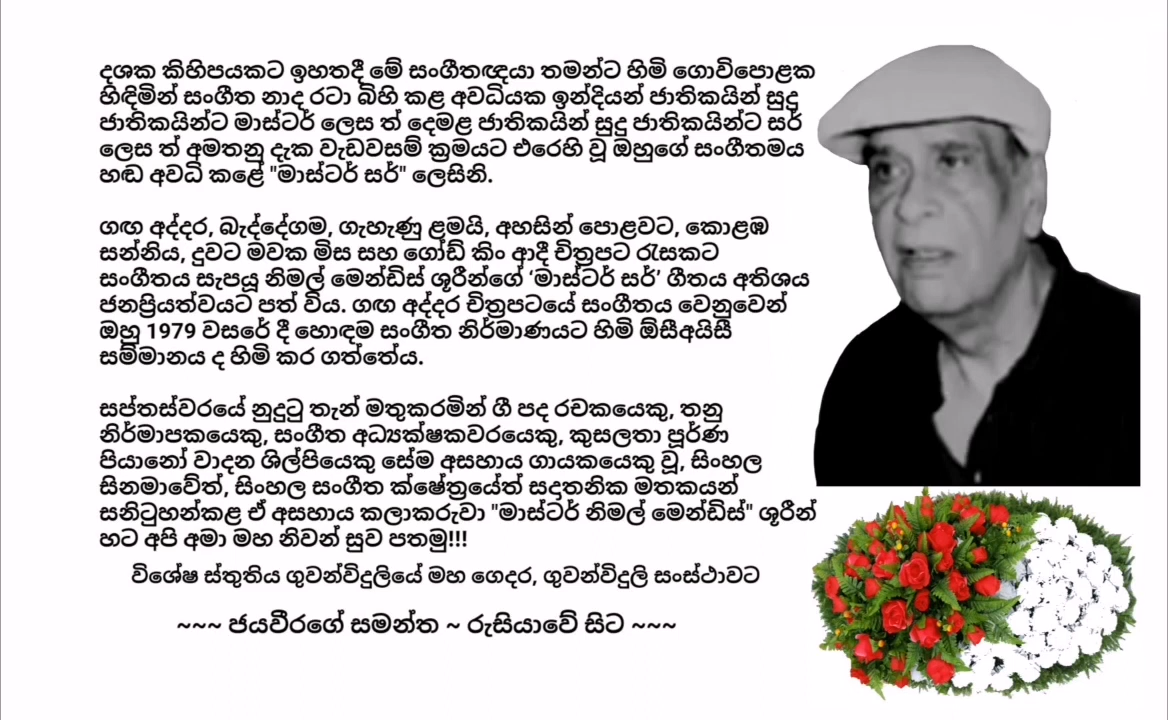 දශක කිහිපයකට ඉහතදී මේ සංගීතඥයා තමන්ට හිමි ගොවිපොළක
හිඳිමින් සංගීත නාද රටා බිහි කළ අවධියක ඉන්දියන් ජාතිකයින් සුදු
ජාතිකයින්ට මාස්ටර් ලෙස ත් දෙමළ ජාතිකයින් සුදු ජාතිකයින්ට සර්
ලෙස ත් අමතනු දැක වැඩවසම් ක්‍රමයට එරෙහි වූ ඔහුගේ සංගීතමය
හඬ අවධි කළේ "මාස්ටර් සර්" ලෙසිනි.
ගඟ අද්දර, බැද්දේගම, ගැහැණු ළමයි, අහසින් පොළවට, කොළඹ
සන්නිය, දුවට මවක මිස සහ ගෝඩ් කිං ආදී චිත්‍රපට රැසකට
සංගීතය සැපයූ නිමල් මෙන්ඩිස් ශූරීන්ගේ 'මාස්ටර් සර්' ගීතය අතිශය
ජනප්‍රියත්වයට පත් විය. ගඟ අද්දර චිත්‍රපටයේ සංගීතය වෙනුවෙන්
ඔහු 1979 වසරේ දී හොඳම සංගීත නිර්මාණයට හිමි ඕසීඅයිසී
සම්මානය ද හිමි කර ගත්තේය.
සප්තස්වරයේ නුදුටු තැන් මතුකරමින් ගී පද රචකයෙකු, තනු
නිර්මාපකයෙකු, සංගීත අධ්‍යක්ෂකවරයෙකු, කුසලතා පූර්ණ
පියානෝ වාදන ශිල්පියෙකු සේම අසහාය ගායකයෙකු වූ, සිංහල
සිනමාවේත්, සිංහල සංගීත ක්ෂේත්‍රයේත් සදාතනික මතකයන්
සනිටුහන්කළ ඒ අසහාය කලාකරුවා "මාස්ටර් නිමල් මෙන්ඩිස්" ශූරීන්
හට අපි අමා මහ නිවන් සුව පතමු!!!
විශේෂ ස්තුතිය ගුවන්විදුලියේ මහ ගෙදර, ගුවන්විදුලි සංස්ථාවට
~~~ ජයවීරගේ සමන්ත ~ රුසියාවේ සිට ~~~